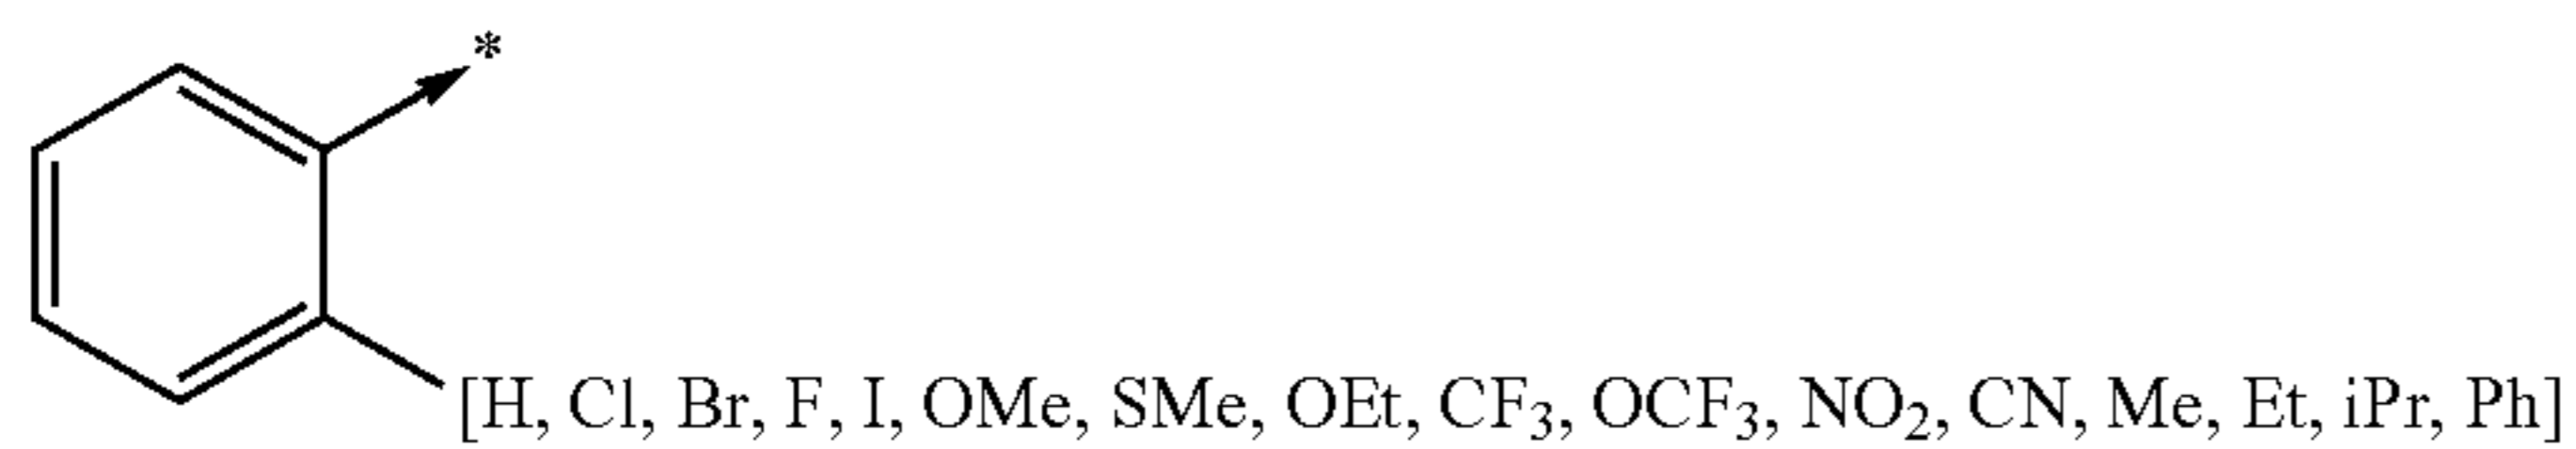 *
[H, Cl, Br, F, I, OMe, SMe, OEt, CF₃, OCF₃, NO₂, CN, Me, Et, iPr, Ph]